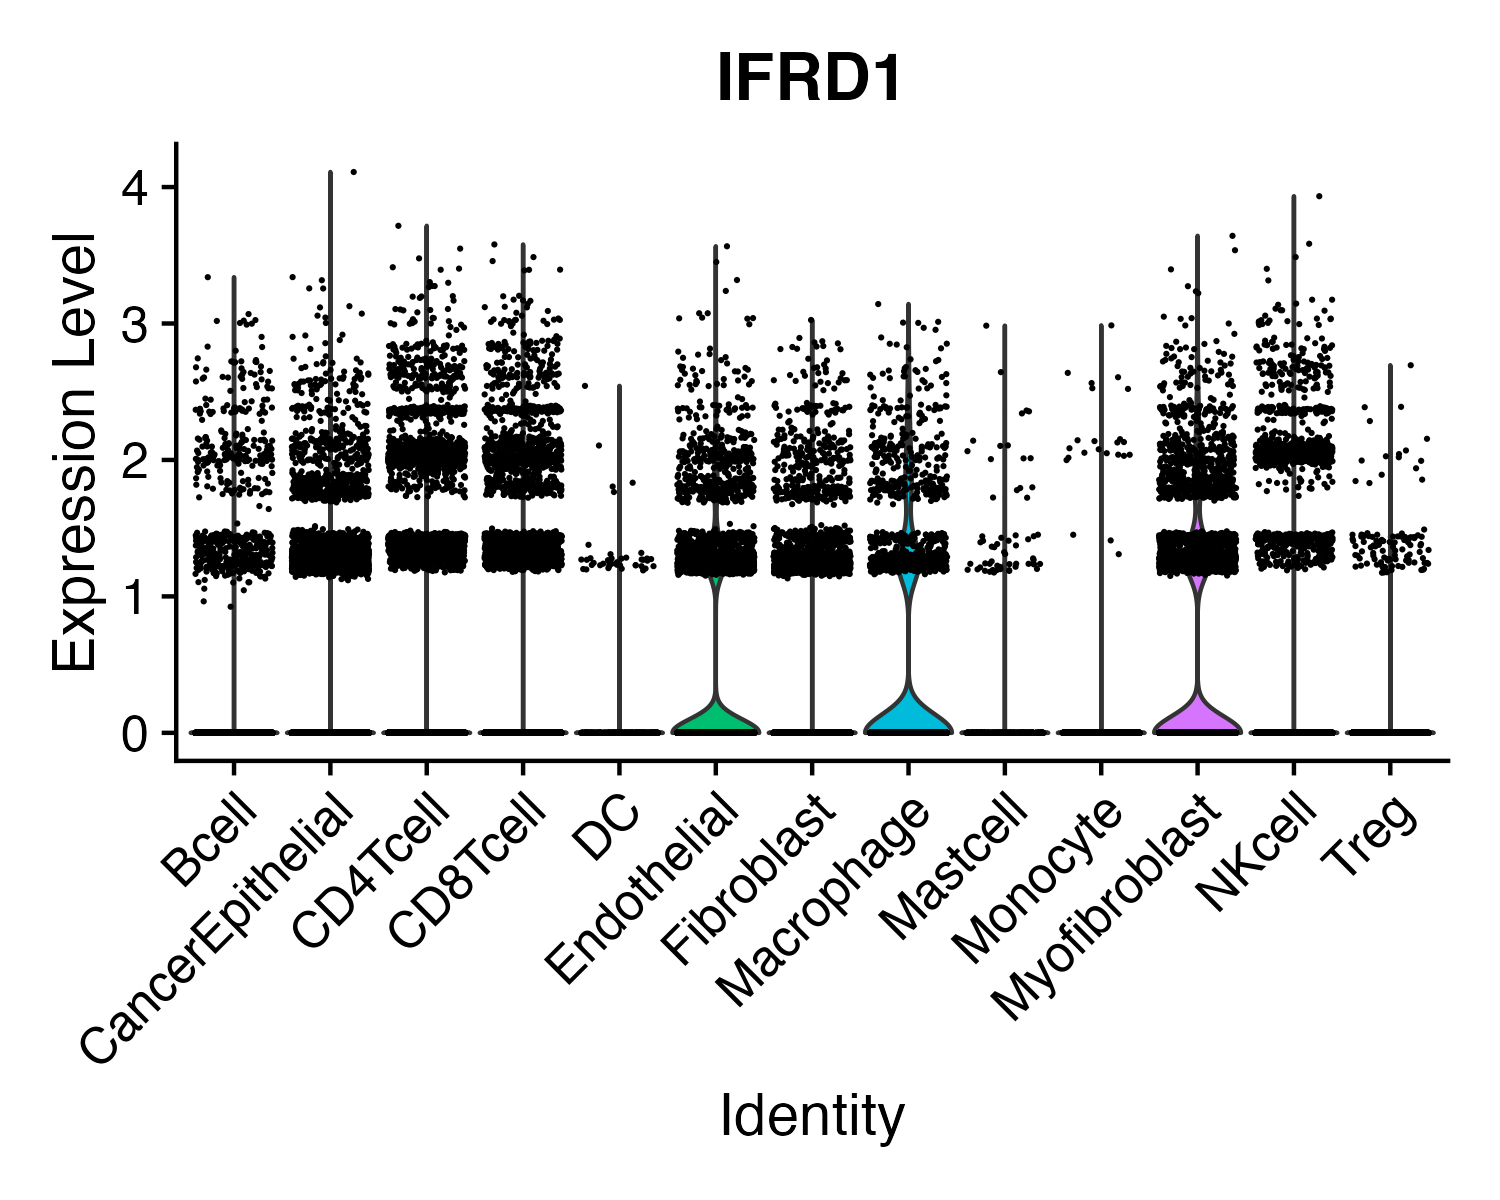 IFRD1
Expression Level
4
3
2
1
0
Bcell
CancerEpithelial
CD4Tcell
CD8Tcell
DC
Endothelial
Fibroblast
Macrophage
Mastcell
Monocyte
Myofibroblast
NKcell
Treg
Identity